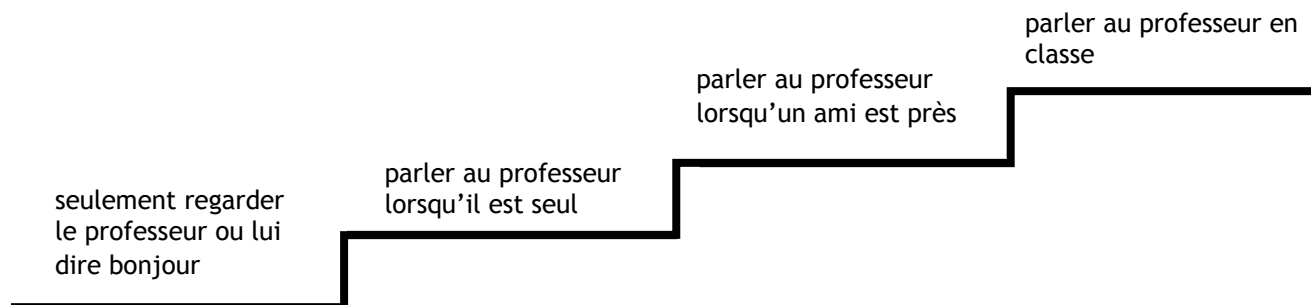 seulement regarder
le professeur ou lui
dire bonjour
parler au professeur
lorsqu’il est seul
parler au professeur
lorsqu’un ami est près
parler au professeur en
classe